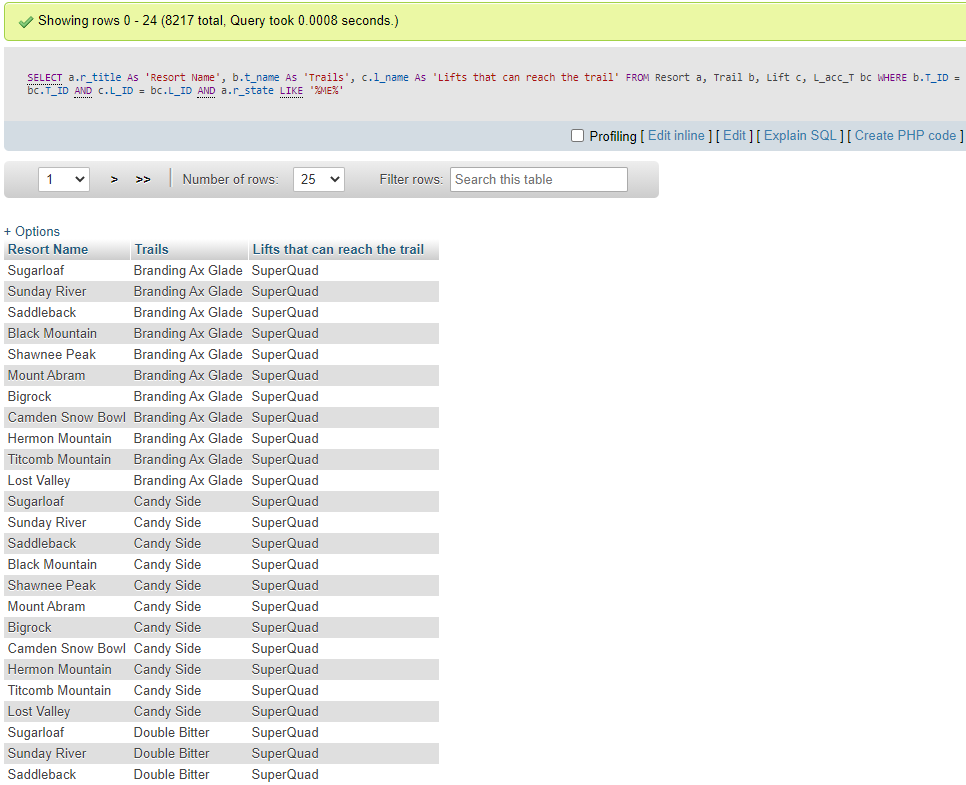 Showing rows 0 - 24 (8217 total, Query took 0.0008 seconds.)
SELECT a.r_title As 'Resort Name', b.t_name As 'Trails', c.l_name As 'Lifts that can reach the trail' FROM Resort a, Trail b, Lift c, L_acc_T bc WHERE b.T_ID =
bc.T_ID AND c.L_ID = bc.L_ID AND a.r_state LIKE '%ME%'
Profiling [ Edit inline ] [ Edit ] [ Explain SQL ] [ Create PHP code ]
1 > >> Number of rows: 25 Filter rows: Search this table
+ Options
Resort Name Trails Lifts that can reach the trail
Sugarloaf Branding Ax Glade SuperQuad
Sunday River Branding Ax Glade SuperQuad
Saddleback Branding Ax Glade SuperQuad
Black Mountain Branding Ax Glade SuperQuad
Shawnee Peak Branding Ax Glade SuperQuad
Mount Abram Branding Ax Glade SuperQuad
Bigrock Branding Ax Glade SuperQuad
Camden Snow Bowl Branding Ax Glade SuperQuad
Hermon Mountain Branding Ax Glade SuperQuad
Titcomb Mountain Branding Ax Glade SuperQuad
Lost Valley Branding Ax Glade SuperQuad
Sugarloaf Candy Side SuperQuad
Sunday River Candy Side SuperQuad
Saddleback Candy Side SuperQuad
Black Mountain Candy Side SuperQuad
Shawnee Peak Candy Side SuperQuad
Mount Abram Candy Side SuperQuad
Bigrock Candy Side SuperQuad
Camden Snow Bowl Candy Side SuperQuad
Hermon Mountain Candy Side SuperQuad
Titcomb Mountain Candy Side SuperQuad
Lost Valley Candy Side SuperQuad
Sugarloaf Double Bitter SuperQuad
Sunday River Double Bitter SuperQuad
Saddleback Double Bitter SuperQuad